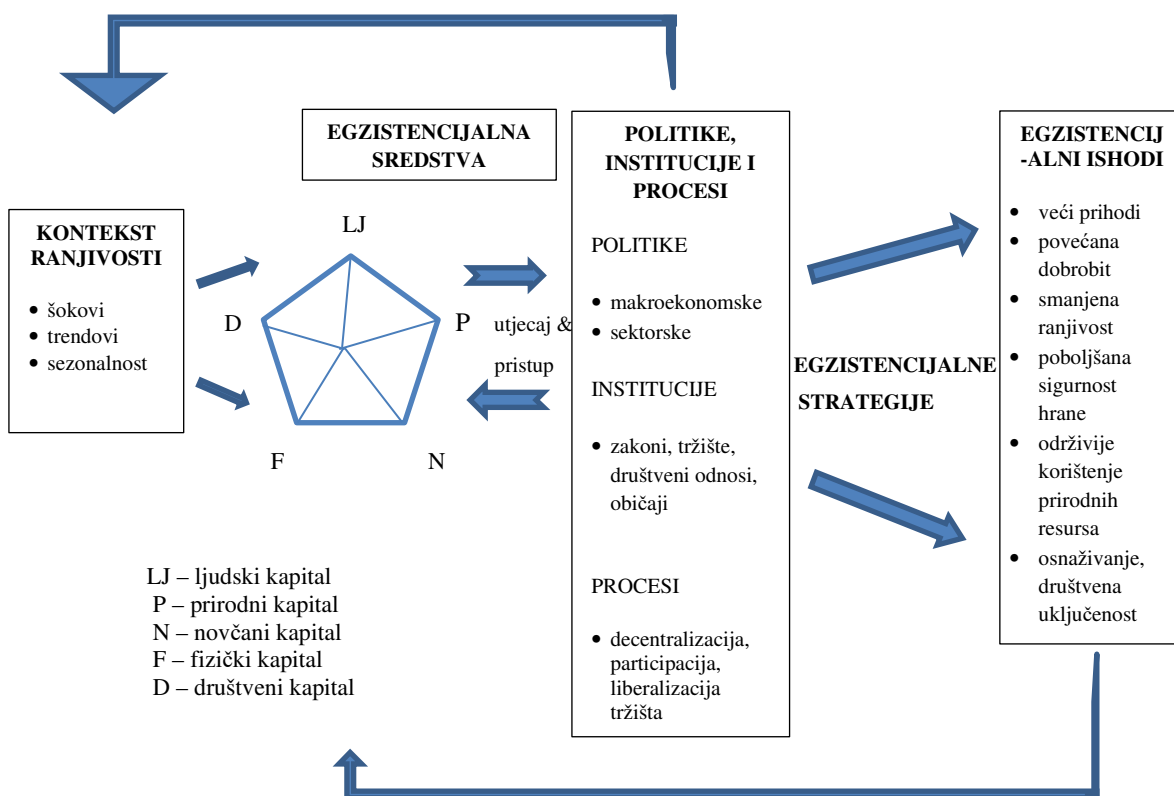 KONTEKST
RANJIVOSTI
• šokovi
• trendovi
• sezonalnost
EGZISTENCIJALNA
SREDSTVA
LJ
D
P
F
N
utjecaj &
pristup
LJ – ljudski kapital
P – prirodni kapital
N – novčani kapital
F – fizički kapital
D – društveni kapital
POLITIKE,
INSTITUCIJE I
PROCESI
POLITIKE
• makroekonomske
• sektorske
INSTITUCIJE
• zakoni, tržište,
društveni odnosi,
običaji
PROCESI
• decentralizacija,
participacija,
liberalizacija
tržišta
EGZISTENCIJALNE
STRATEGIJE
EGZISTENCIJ
-ALNI ISHODI
• veći prihodi
• povećana
dobrobit
• smanjena
ranjivost
• poboljšana
sigurnost
hrane
• održivije
korištenje
prirodnih
resursa
• osnaživanje,
društvena
uključenost